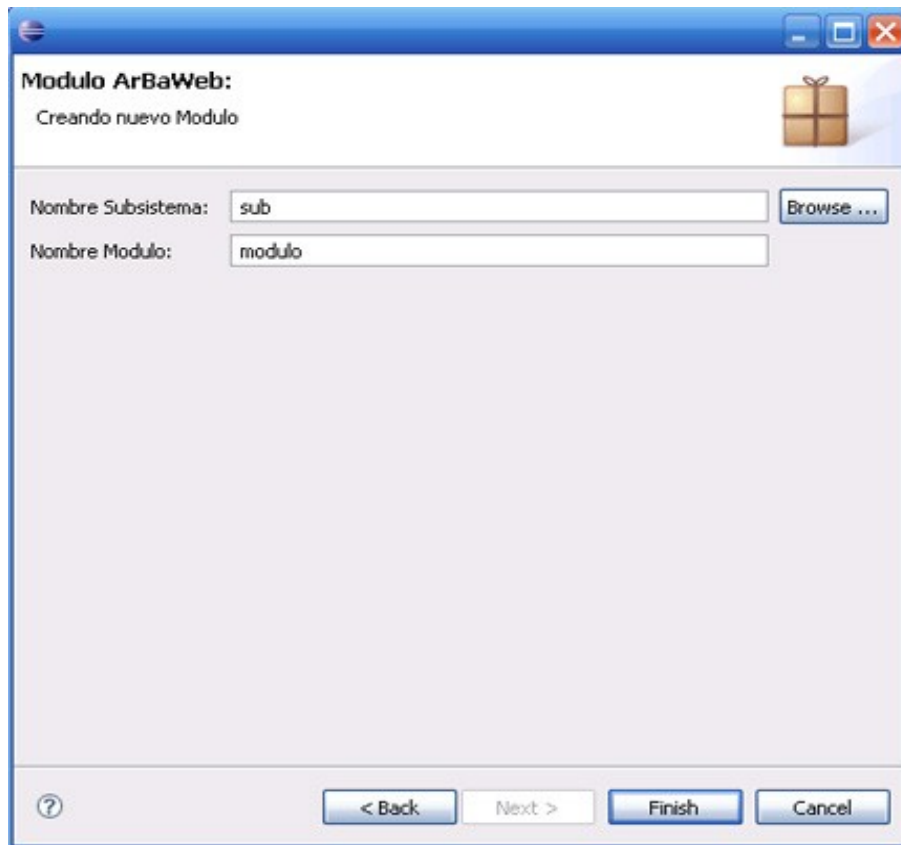 Modulo ArBaWeb:
Creando nuevo Modulo
Nombre Subsistema: sub Browse ...
Nombre Modulo: modulo
? < Back Next > Finish Cancel